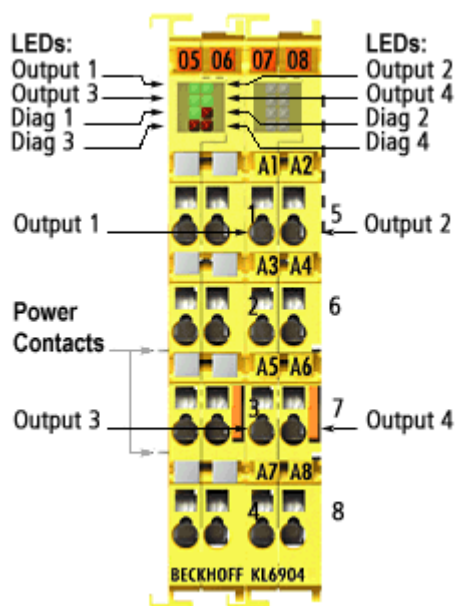 LEDs: LEDs:
05 06 07 08
Output 1 Output 2
Output 3 Output 4
Diag 1 Diag 2
Diag 3 Diag 4
A1 A2
Output 1 1 5 Output 2
A3 A4
2 6
Power
Contacts
A5 A6
Output 3 3 7 Output 4
A7 A8
4 8
BECKHOFF KL6904